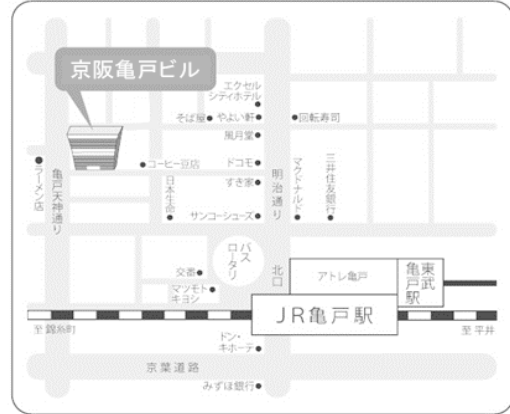 京阪亀戸ビル
エクセル
シティホテル
そば屋
やよい軒
回転寿司
風月堂
コーヒー豆店
ドコモ
すき家
サンコーシューズ
日本生命
ラーメン店
亀戸天神通り
明治通り
マクドナルド
三井住友銀行
バス
ロータリー
北口
アトレ亀戸
東武
亀戸駅
交番
マツモト
キヨシ
JR亀戸駅
至 錦糸町
至 平井
ドン・
キホーテ
京葉道路
みずほ銀行